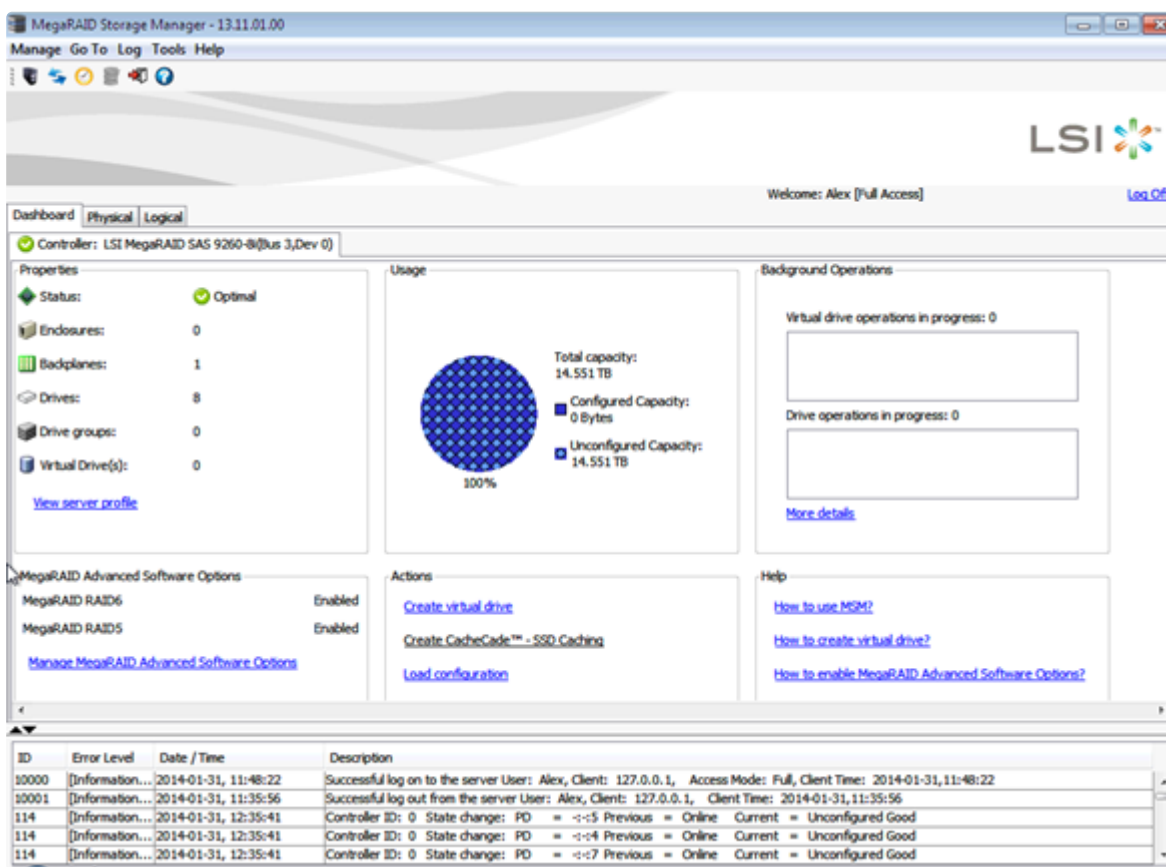 MegaRAID Storage Manager - 13.11.01.00
Manage Go To Log Tools Help
LSI
Welcome: Alex [Full Access]
Log Off
Dashboard Physical Logical
Controller: LSI MegaRAID SAS 9260-8i(Bus 3,Dev 0)
Properties
Status: Optimal
Enclosures: 0
Backplanes: 1
Drives: 8
Drive groups: 0
Virtual Drive(s): 0
View server profile
Usage
100%
Total capacity:
14.551 TB
Configured Capacity:
0 Bytes
Unconfigured Capacity:
14.551 TB
Background Operations
Virtual drive operations in progress: 0
Drive operations in progress: 0
More details
MegaRAID Advanced Software Options
MegaRAID RAID6 Enabled
MegaRAID RAID5 Enabled
Manage MegaRAID Advanced Software Options
Actions
Create virtual drive
Create CacheCade™ - SSD Caching
Load configuration
Help
How to use MSM?
How to create virtual drive?
How to enable MegaRAID Advanced Software Options?
ID Error Level Date / Time Description
10000 [Information... 2014-01-31, 11:48:22 Successful log on to the server User: Alex, Client: 127.0.0.1, Access Mode: Full, Client Time: 2014-01-31,11:48:22
10001 [Information... 2014-01-31, 11:35:56 Successful log out from the server User: Alex, Client: 127.0.0.1, Client Time: 2014-01-31,11:35:56
114 [Information... 2014-01-31, 12:35:41 Controller ID: 0 State change: PD = -:-:5 Previous = Online Current = Unconfigured Good
114 [Information... 2014-01-31, 12:35:41 Controller ID: 0 State change: PD = -:-:4 Previous = Online Current = Unconfigured Good
114 [Information... 2014-01-31, 12:35:41 Controller ID: 0 State change: PD = -:-:7 Previous = Online Current = Unconfigured Good